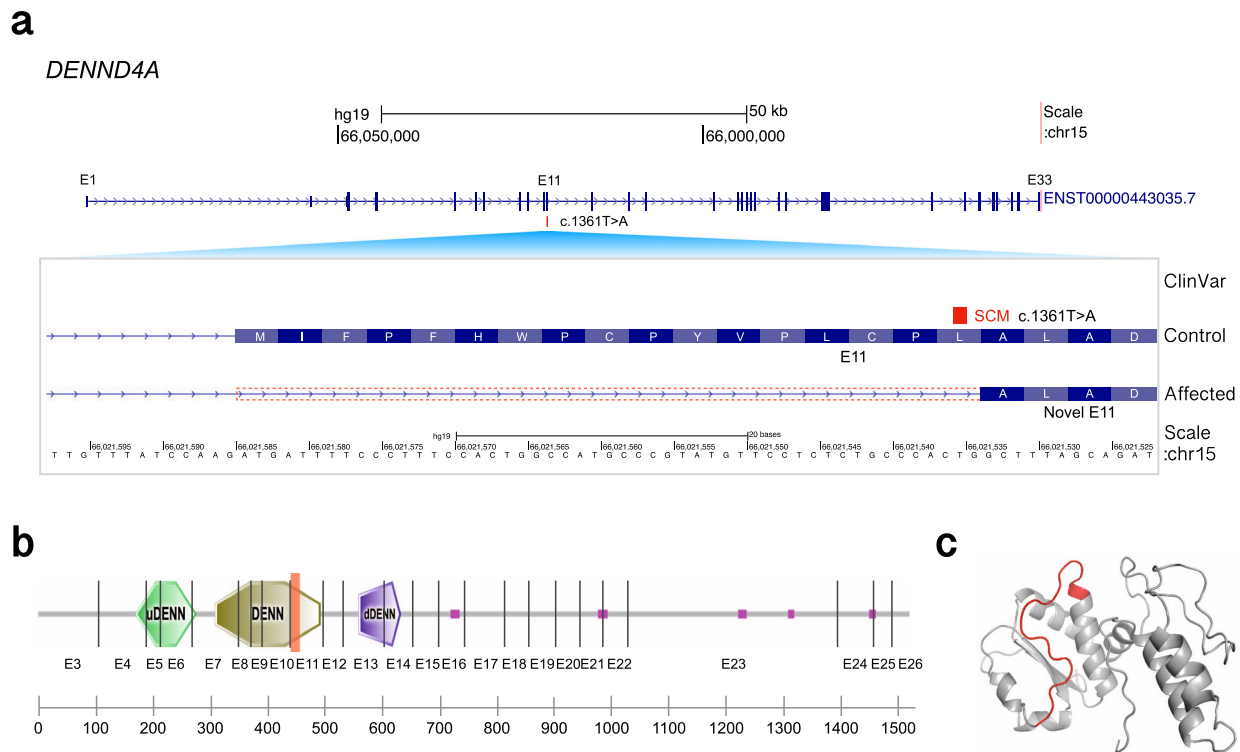 a
DENND4A
hg19 50 kb Scale
66,050,000 66,000,000 :chr15
E1 E11 E33
ENST00000443035.7
c.1361T>A
ClinVar
SCM c.1361T>A
M I F P F H W P C P Y V P L C P L A L A D Control
E11
A L A D Affected
Novel E11
hg19 20 bases Scale
66,021,595 66,021,590 66,021,585 66,021,580 66,021,575 66,021,570 66,021,565 66,021,560 66,021,555 66,021,550 66,021,545 66,021,540 66,021,535 66,021,530 66,021,525
T T G T T T A T C C A A G A T G A T T T T C C C T T T C C A C T G G C C A T G C C C G T A T G T T C C T C T C T G C C C A C T G G C T T T A G C A G A T :chr15
b
uDENN DENN dDENN
E3 E4 E5 E6 E7 E8 E9 E10 E11 E12 E13 E14 E15 E16 E17 E18 E19 E20 E21 E22 E23 E24 E25 E26
0 100 200 300 400 500 600 700 800 900 1000 1100 1200 1300 1400 1500
c